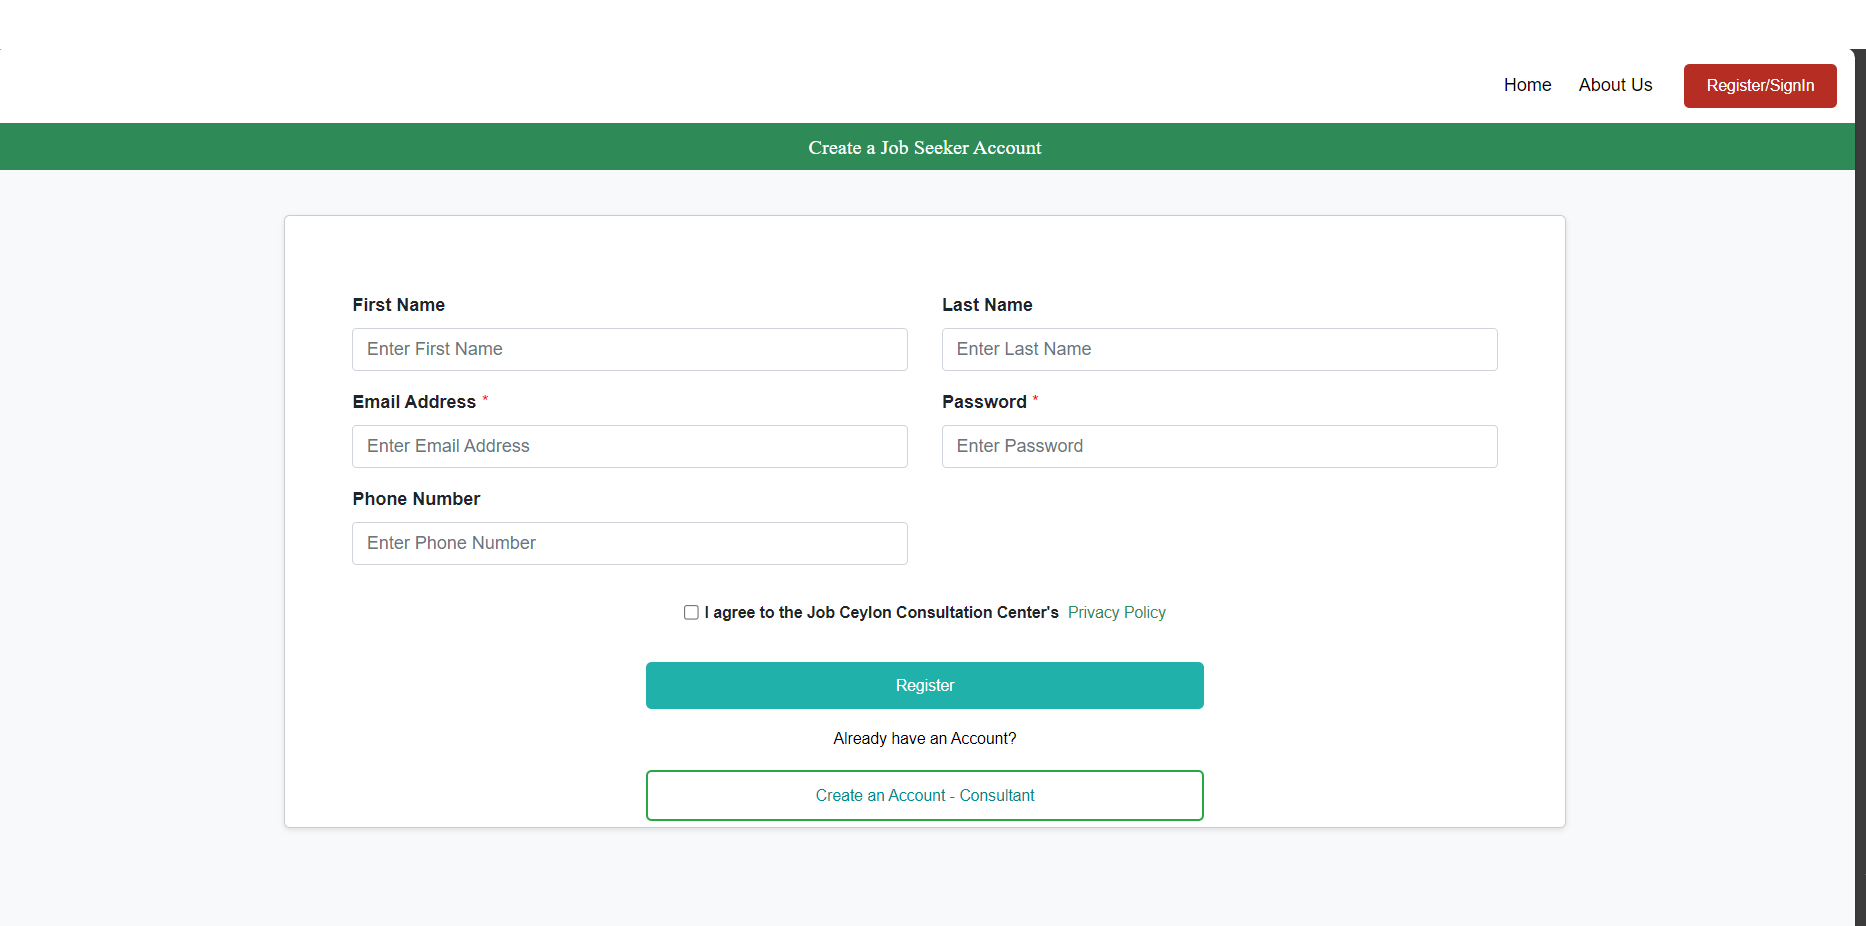 Home About Us Register/SignIn
Create a Job Seeker Account
First Name Last Name
Enter First Name Enter Last Name
Email Address * Password *
Enter Email Address Enter Password
Phone Number
Enter Phone Number
I agree to the Job Ceylon Consultation Center's Privacy Policy
Register
Already have an Account?
Create an Account - Consultant